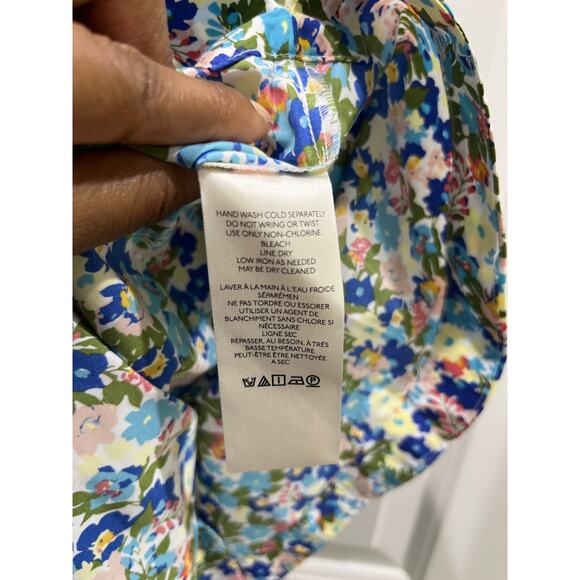 HAND WASH COLD SEPARATELY
DO NOT WRING OR TWIST
USE ONLY NON-CHLORINE
BLEACH
LINE DRY
LOW IRON AS NEEDED
MAY BE DRY CLEANED
LAVER À LA MAIN À L'EAU FROIDE
SÉPARÉMEN
NE PAS TORDRE OU ESSORER
UTILISER UN AGENT DE
BLANCHIMENT SANS CHLORE SI
NÉCESSAIRE
LIGNE SEC
REPASSER, AU BESOIN, À TRÉS
BASSE TEMPÉRATURE
PEUT-ÊTRE ÊTRE NETTOYÉE
A SEC